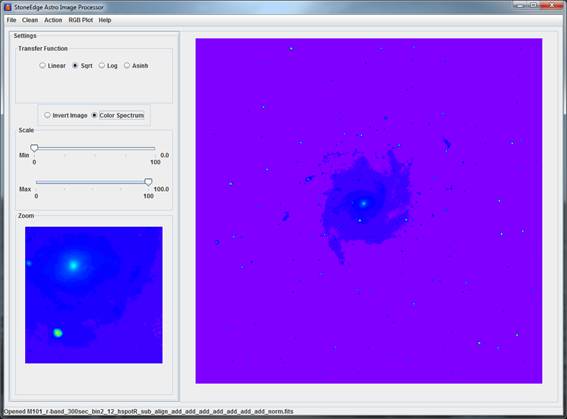 StoneEdge Astro Image Processor
File Clean Action RGB Plot Help
Settings
Transfer Function
Linear Sqrt Log Asinh
Invert Image Color Spectrum
Scale
Min 0 100 0.0
Max 0 100 100.0
Zoom
Opened M101_r-band_300sec_bin2_12_hspotR_sub_align_add_add_add_add_add_add_add_norm.fits